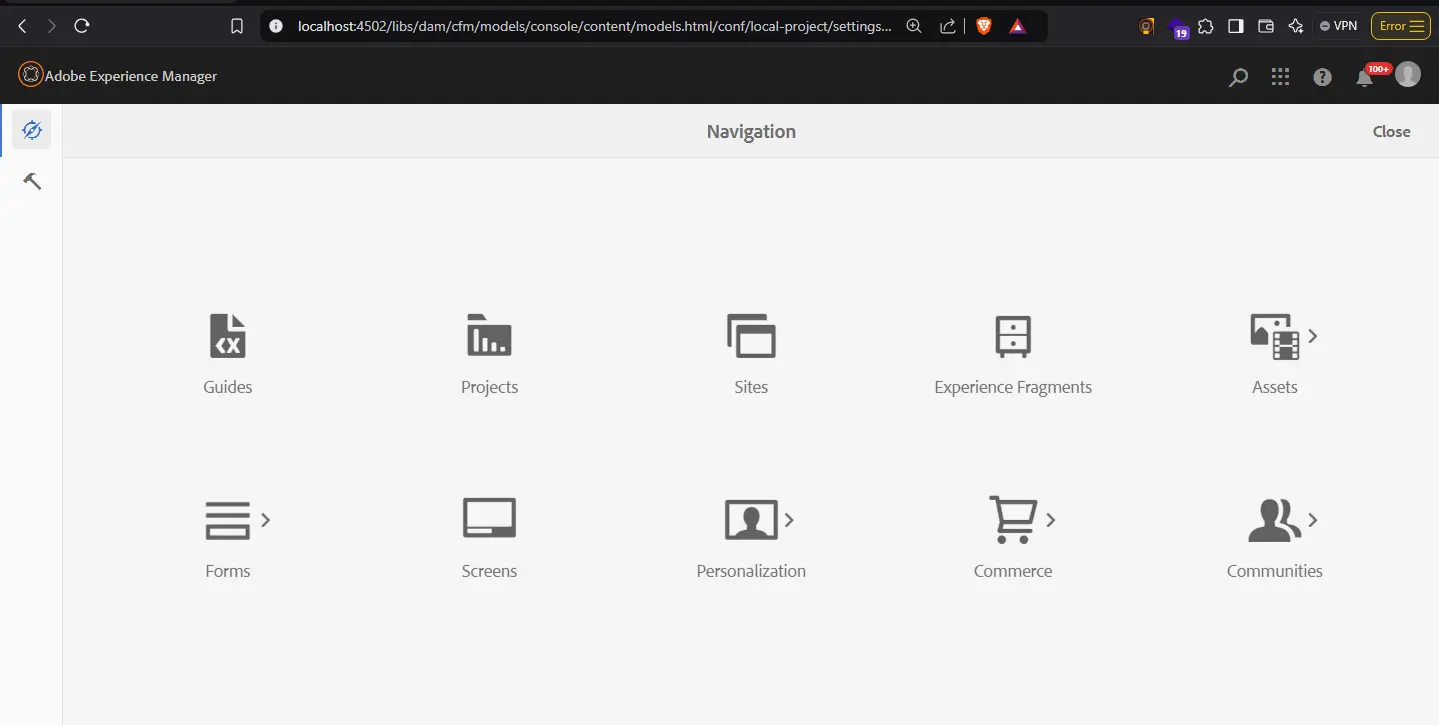 localhost:4502/libs/dam/cfm/models/console/content/models.html/conf/local-project/settings...
19
VPN
Error
Adobe Experience Manager
?
100+
Navigation
Close
Guides
Projects
Sites
Experience Fragments
Assets
Forms
Screens
Personalization
Commerce
Communities